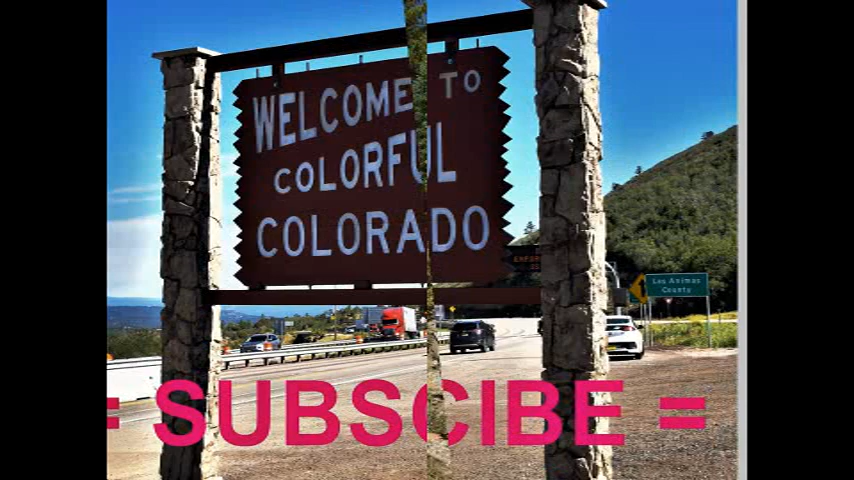 WELCOME TO
COLORFUL
COLORADO
Las Animas
County
= SUBSCIBE =